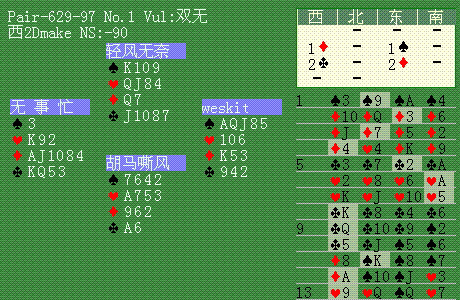 Pair-629-97 No.1 Vul:双无
西2Dmake NS:-90
轻风无奈
♠K109
♥QJ84
♦Q7
♣J1087
无 事 忙
♠3
♥K92
♦AJ1084
♣KQ53
weskit
♠AQJ85
♥106
♦K53
♣942
胡马嘶风
♠7642
♥A753
♦962
♣A6
西 北 东 南
— —
1♦ — 1♠ —
2♣ — 2♦ —
— —
1 ♠3 ♠9 ♠A ♠4
♦10 ♦Q ♦3 ♦6
♦J ♦7 ♦5 ♦2
♦4 ♥4 ♦K ♦9
5 ♣3 ♣7 ♣2 ♣A
♥2 ♥8 ♥6 ♥A
♥K ♥J ♥10 ♥5
♣K ♣8 ♣4 ♣6
9 ♣Q ♣10 ♣9 ♠2
♣5 ♣J ♠5 ♠6
♦8 ♠K ♠8 ♠7
♦A ♠10 ♠J ♥3
13 ♥9 ♥Q ♠Q ♥7